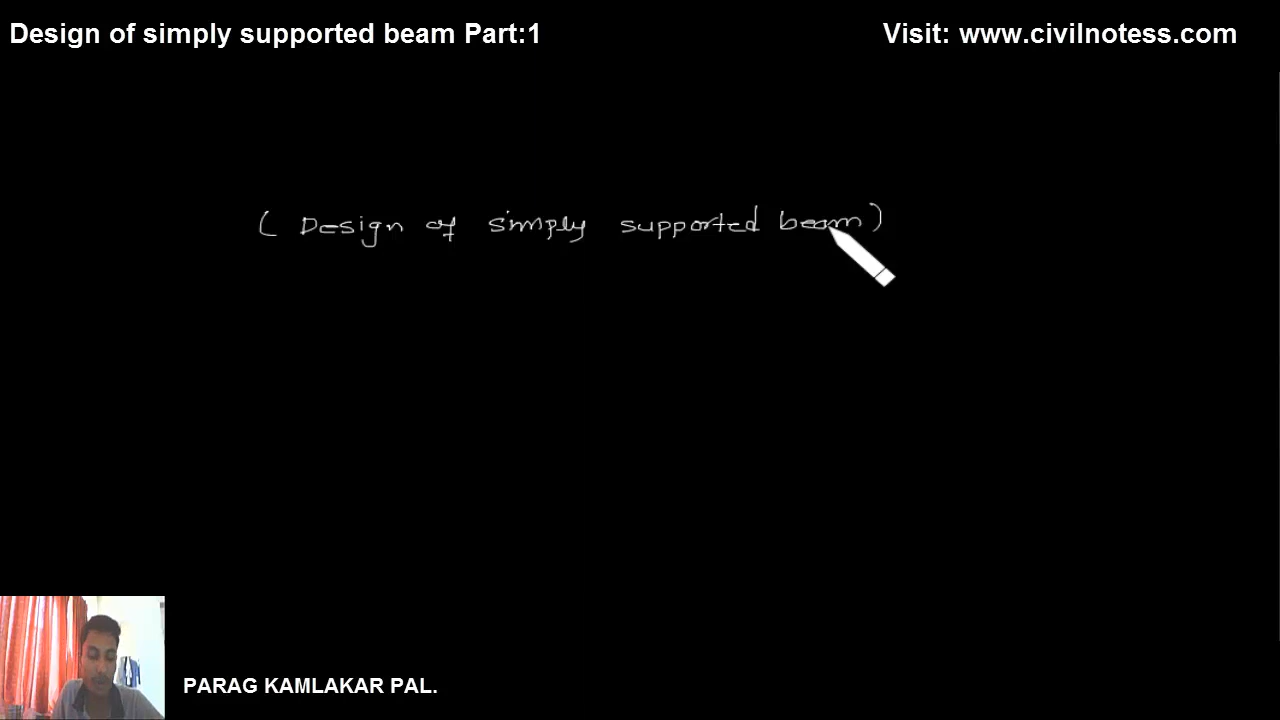 Design of simply supported beam Part:1
Visit: www.civilnotess.com
( Design of simply supported beam )
PARAG KAMLAKAR PAL.